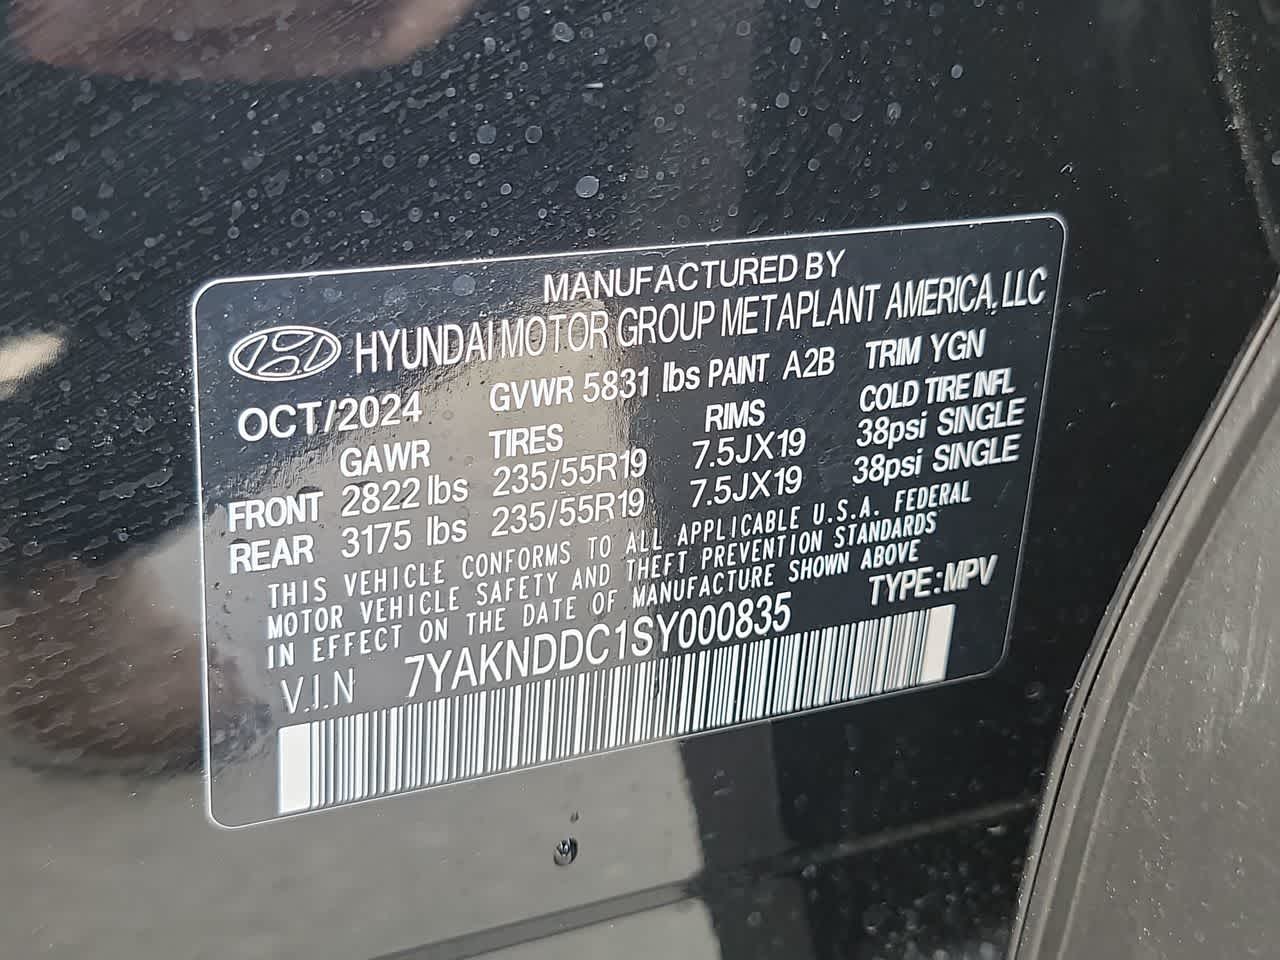 MANUFACTURED BY
HYUNDAI MOTOR GROUP METAPLANT AMERICA, LLC
OCT/2024 GVWR 5831 lbs PAINT A2B TRIM YGN
GAWR TIRES RIMS COLD TIRE INFL
FRONT 2822 lbs 235/55R19 7.5JX19 38psi SINGLE
REAR 3175 lbs 235/55R19 7.5JX19 38psi SINGLE
THIS VEHICLE CONFORMS TO ALL APPLICABLE U.S.A. FEDERAL
MOTOR VEHICLE SAFETY AND THEFT PREVENTION STANDARDS
IN EFFECT ON THE DATE OF MANUFACTURE SHOWN ABOVE
V.I.N 7YAKNDDC1SY000835 TYPE:MPV